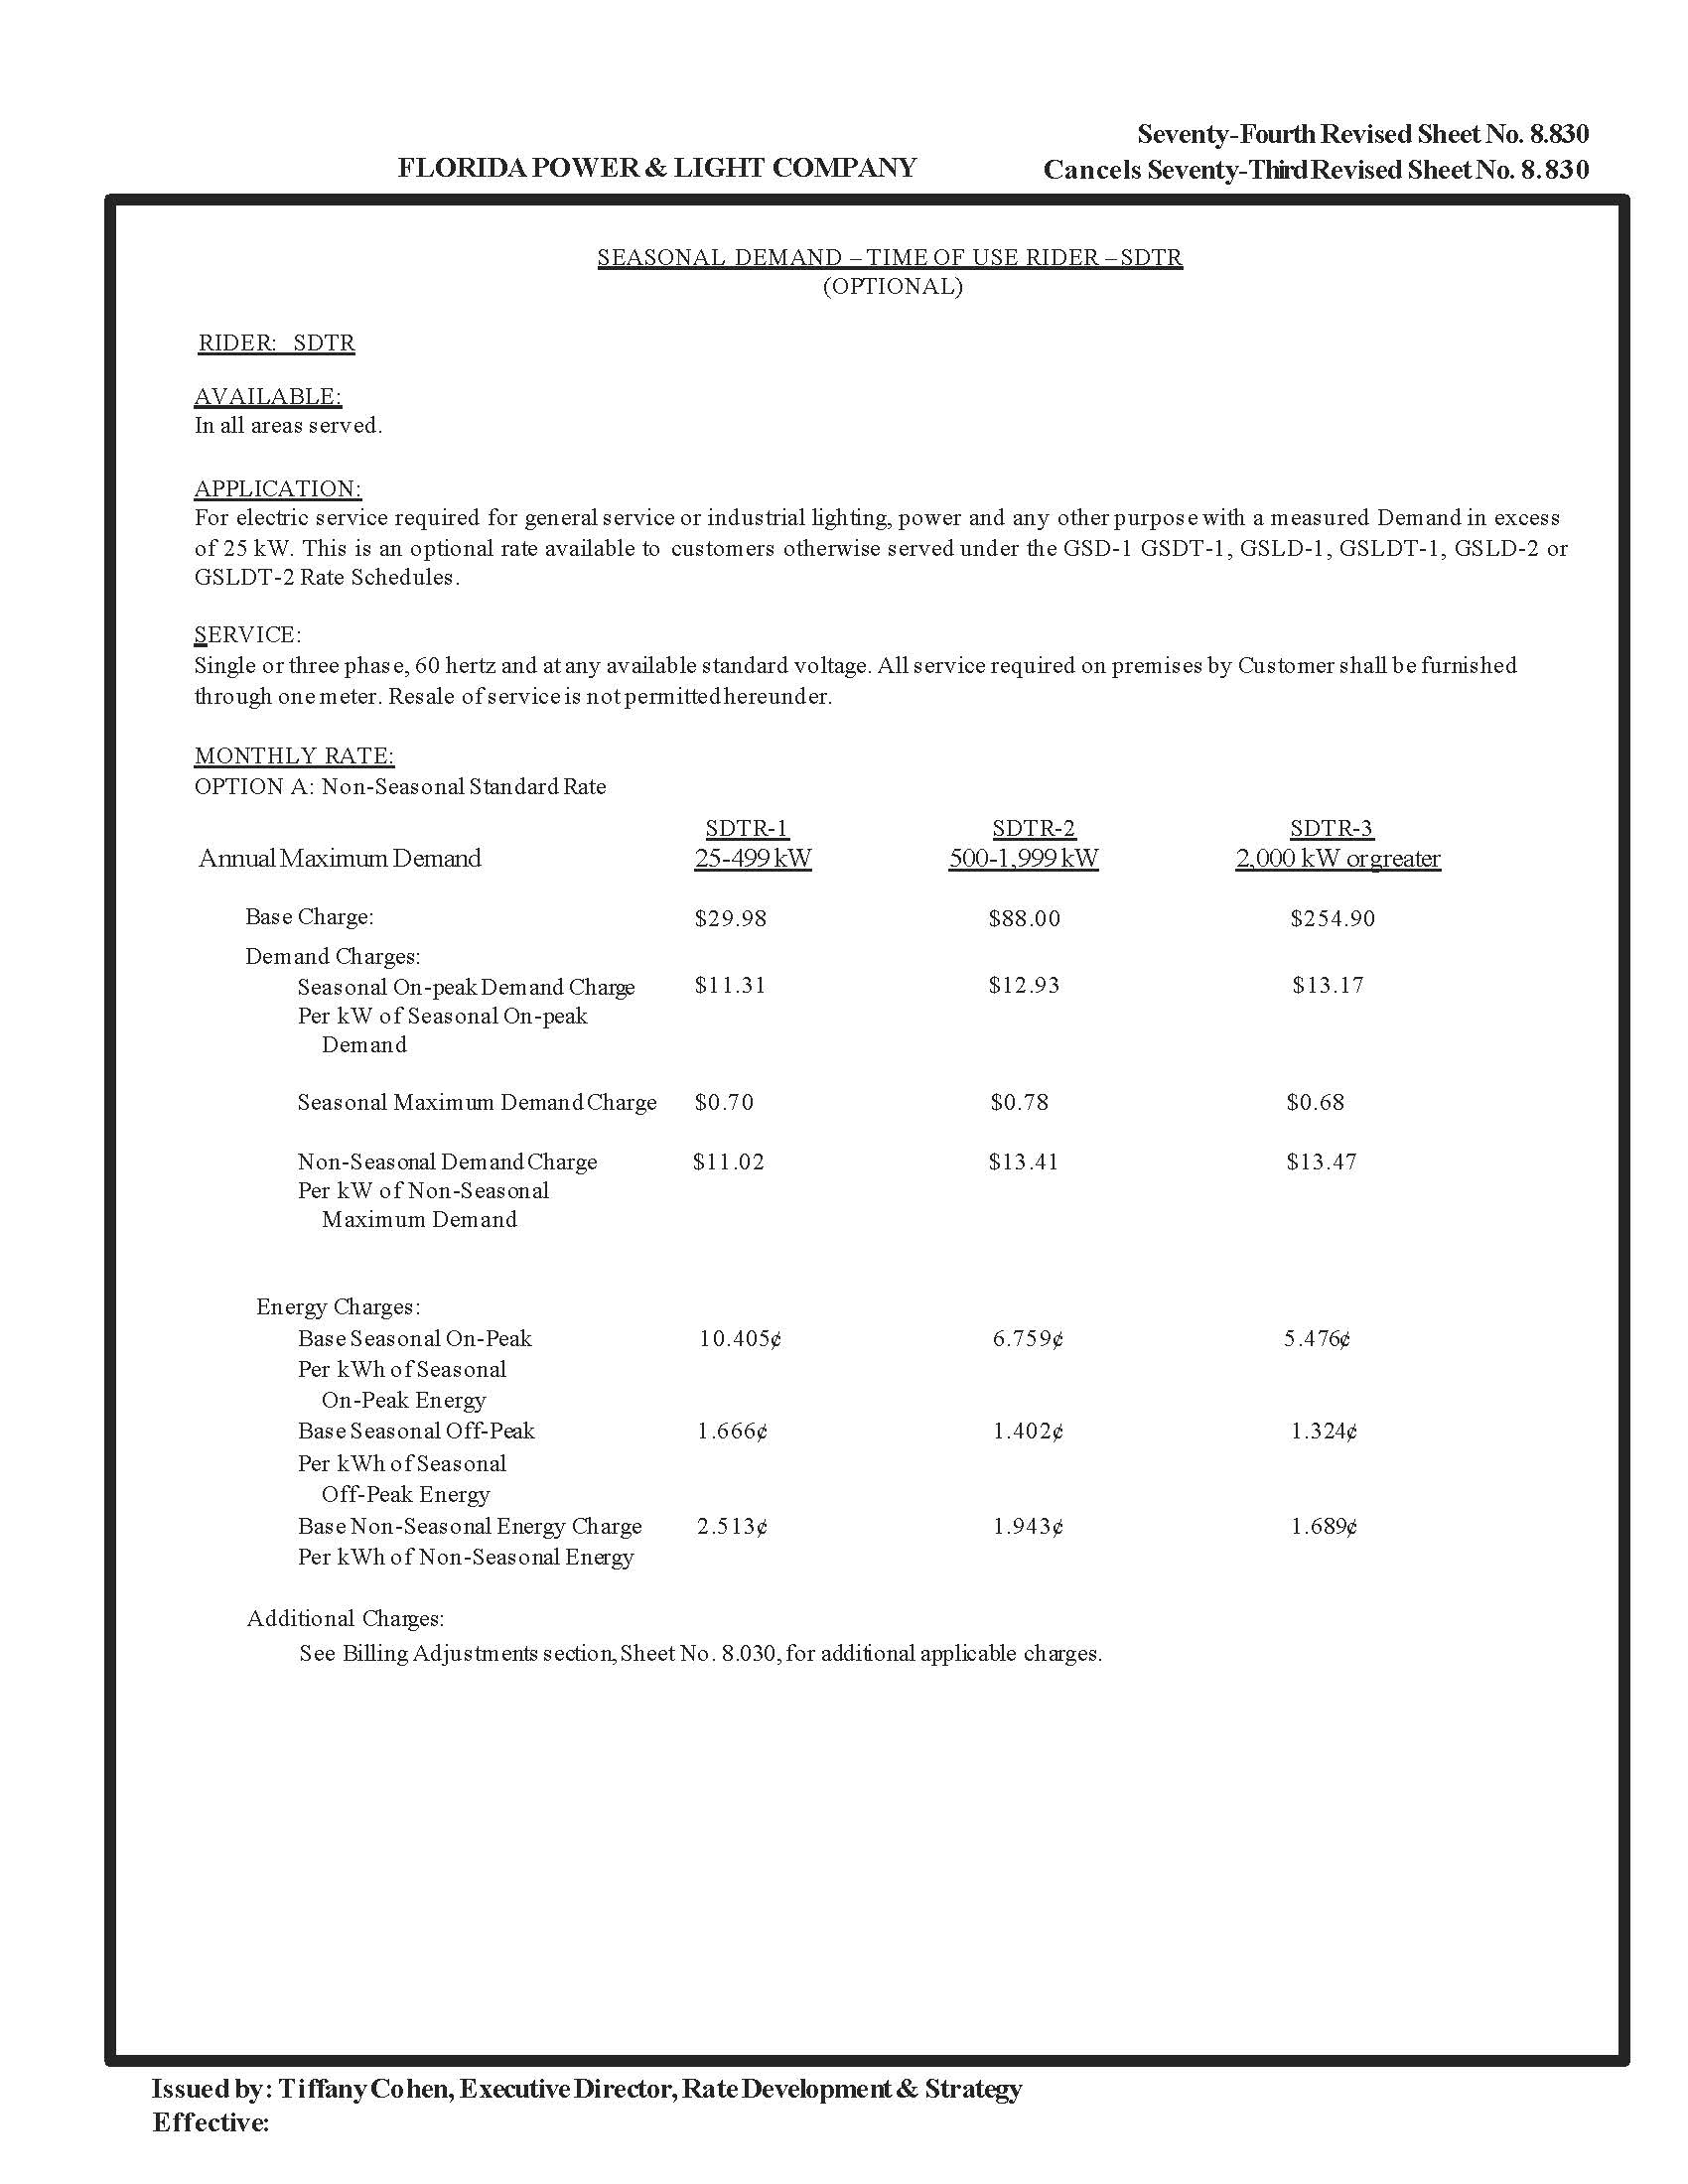 Seventy-Fourth Revised Sheet No. 8.830
FLORIDA POWER & LIGHT COMPANY Cancels Seventy-Third Revised Sheet No. 8.830
SEASONAL DEMAND – TIME OF USE RIDER – SDTR
(OPTIONAL)
RIDER: SDTR
AVAILABLE:
In all areas served.
APPLICATION:
For electric service required for general service or industrial lighting, power and any other purpose with a measured Demand in excess
of 25 kW. This is an optional rate available to customers otherwise served under the GSD-1 GSDT-1, GSLD-1, GSLDT-1, GSLD-2 or
GSLDT-2 Rate Schedules.
SERVICE:
Single or three phase, 60 hertz and at any available standard voltage. All service required on premises by Customer shall be furnished
through one meter. Resale of service is not permitted hereunder.
MONTHLY RATE:
OPTION A: Non-Seasonal Standard Rate
SDTR-1 SDTR-2 SDTR-3
Annual Maximum Demand 25-499 kW 500-1,999 kW 2,000 kW or greater
Base Charge: $29.98 $88.00 $254.90
Demand Charges:
Seasonal On-peak Demand Charge $11.31 $12.93 $13.17
Per kW of Seasonal On-peak
Demand
Seasonal Maximum Demand Charge $0.70 $0.78 $0.68
Non-Seasonal Demand Charge $11.02 $13.41 $13.47
Per kW of Non-Seasonal
Maximum Demand
Energy Charges:
Base Seasonal On-Peak 10.405¢ 6.759¢ 5.476¢
Per kWh of Seasonal
On-Peak Energy
Base Seasonal Off-Peak 1.666¢ 1.402¢ 1.324¢
Per kWh of Seasonal
Off-Peak Energy
Base Non-Seasonal Energy Charge 2.513¢ 1.943¢ 1.689¢
Per kWh of Non-Seasonal Energy
Additional Charges:
See Billing Adjustments section, Sheet No. 8.030, for additional applicable charges.
Issued by: Tiffany Cohen, Executive Director, Rate Development & Strategy
Effective: